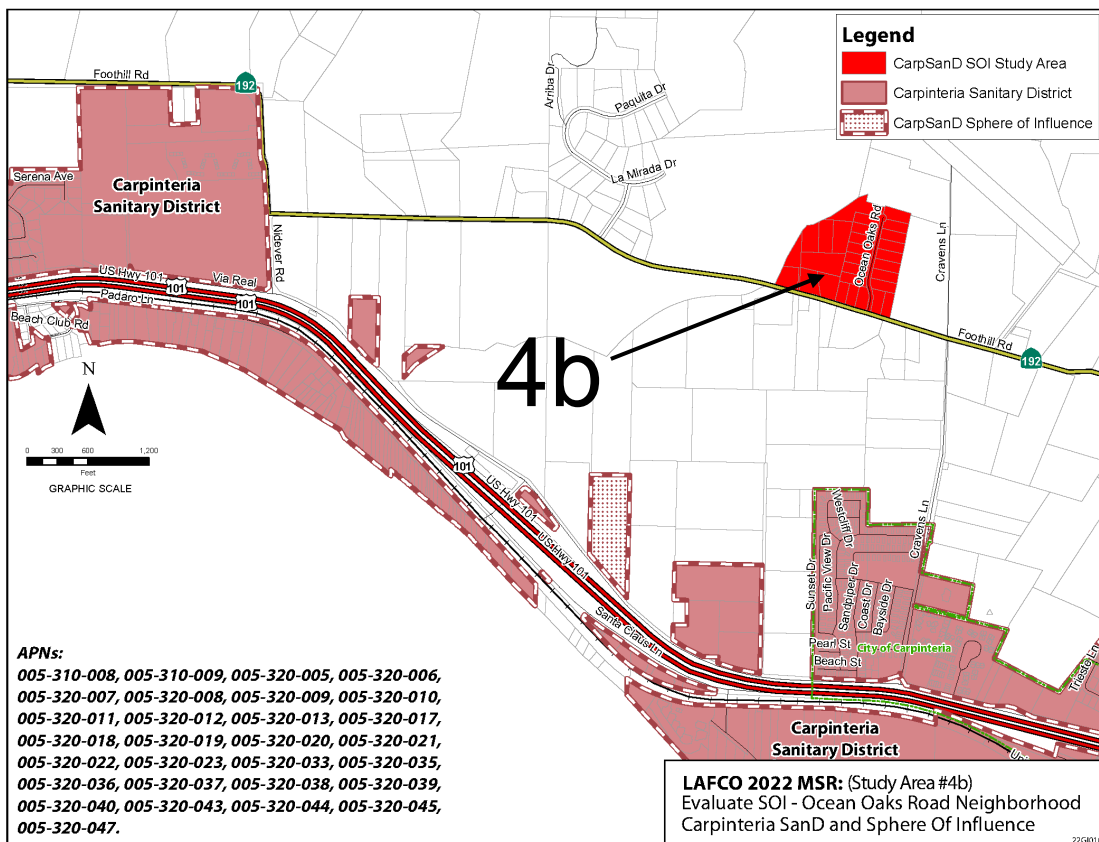 Legend
CarpSanD SOI Study Area
Carpinteria Sanitary District
CarpSanD Sphere of Influence
Foothill Rd
192
Arriba Dr
Paquita Dr
La Mirada Dr
Serena Ave
Carpinteria
Sanitary District
Nidever Rd
Ocean Oaks Rd
Cravens Ln
US Hwy 101
Via Real
101
101
Padaro Ln
Beach Club Rd
Foothill Rd
192
4b
N
0 300 600 1,200
Feet
GRAPHIC SCALE
101
US Hwy 101
US Hwy 101
Santa Claus Ln
Westcliff Dr
Cravens Ln
Sunset Dr
Pacific View Dr
Sandpiper Dr
Coast Dr
Bayside Dr
Pearl St
Beach St
City of Carpinteria
Trieste Ln
Carpinteria
Sanitary District
APNs:
005-310-008, 005-310-009, 005-320-005, 005-320-006,
005-320-007, 005-320-008, 005-320-009, 005-320-010,
005-320-011, 005-320-012, 005-320-013, 005-320-017,
005-320-018, 005-320-019, 005-320-020, 005-320-021,
005-320-022, 005-320-023, 005-320-033, 005-320-035,
005-320-036, 005-320-037, 005-320-038, 005-320-039,
005-320-040, 005-320-043, 005-320-044, 005-320-045,
005-320-047.
LAFCO 2022 MSR: (Study Area #4b)
Evaluate SOI - Ocean Oaks Road Neighborhood
Carpinteria SanD and Sphere Of Influence